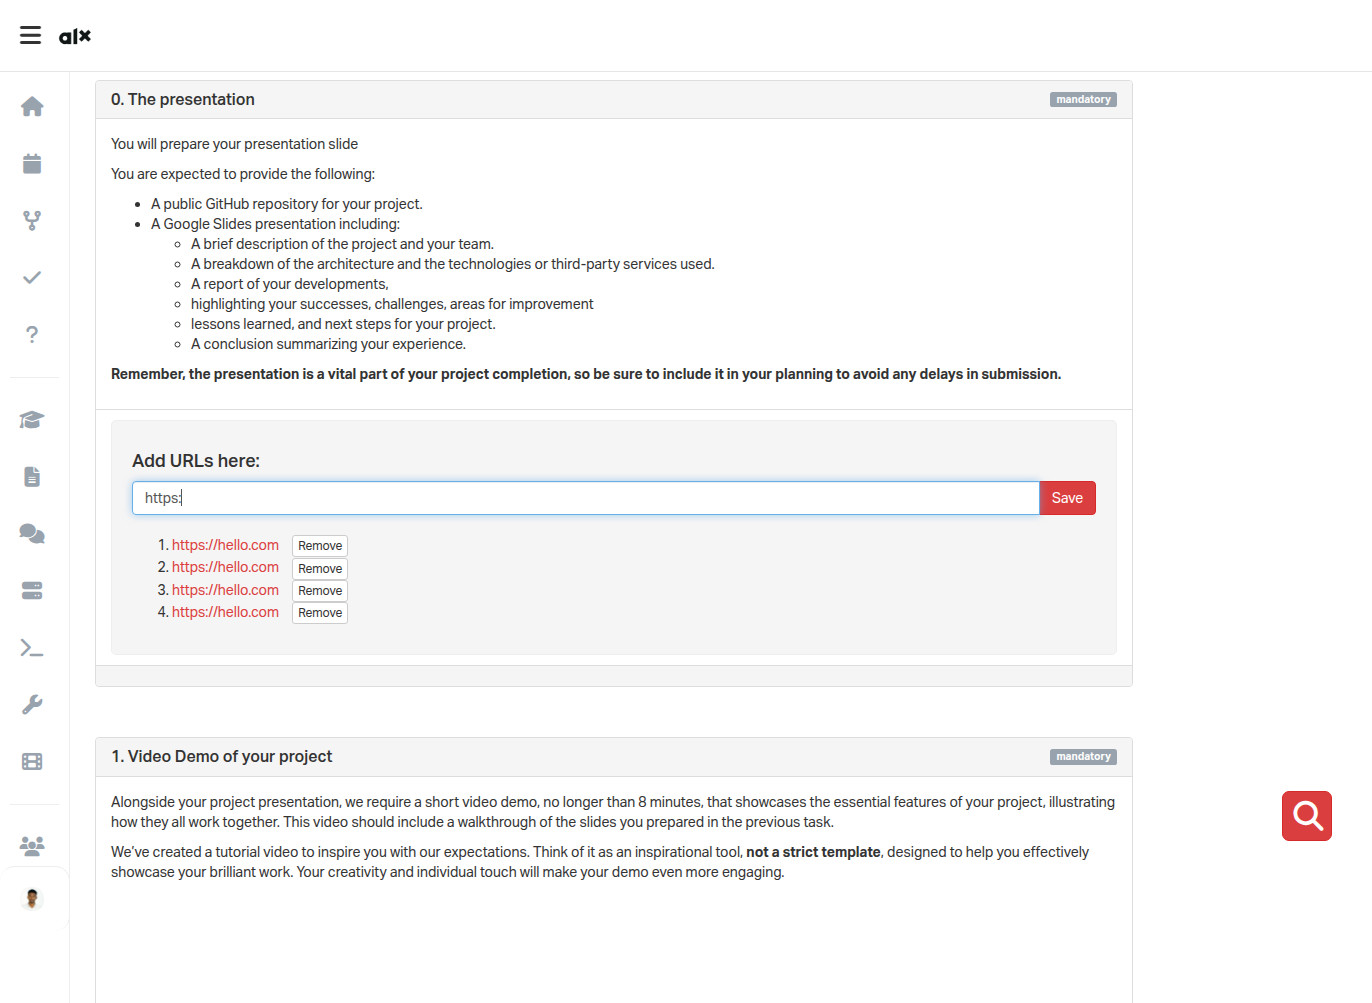 alx
0. The presentation
mandatory
You will prepare your presentation slide
You are expected to provide the following:
A public GitHub repository for your project.
A Google Slides presentation including:
A brief description of the project and your team.
A breakdown of the architecture and the technologies or third-party services used.
A report of your developments,
highlighting your successes, challenges, areas for improvement
lessons learned, and next steps for your project.
A conclusion summarizing your experience.
Remember, the presentation is a vital part of your project completion, so be sure to include it in your planning to avoid any delays in submission.
Add URLs here:
https:
Save
1. https://hello.com Remove
2. https://hello.com Remove
3. https://hello.com Remove
4. https://hello.com Remove
1. Video Demo of your project
mandatory
Alongside your project presentation, we require a short video demo, no longer than 8 minutes, that showcases the essential features of your project, illustrating
how they all work together. This video should include a walkthrough of the slides you prepared in the previous task.
We've created a tutorial video to inspire you with our expectations. Think of it as an inspirational tool, not a strict template, designed to help you effectively
showcase your brilliant work. Your creativity and individual touch will make your demo even more engaging.